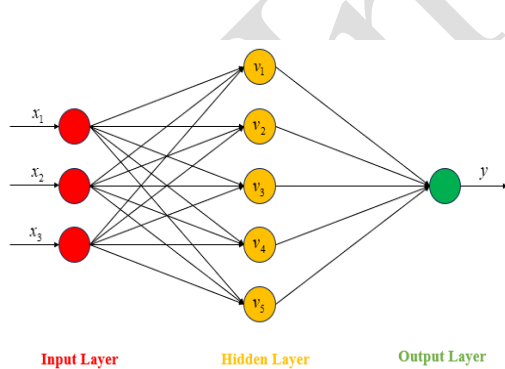 v₁
x₁
v₂
x₂
v₃
y
x₃
v₄
v₅
Input Layer
Hidden Layer
Output Layer